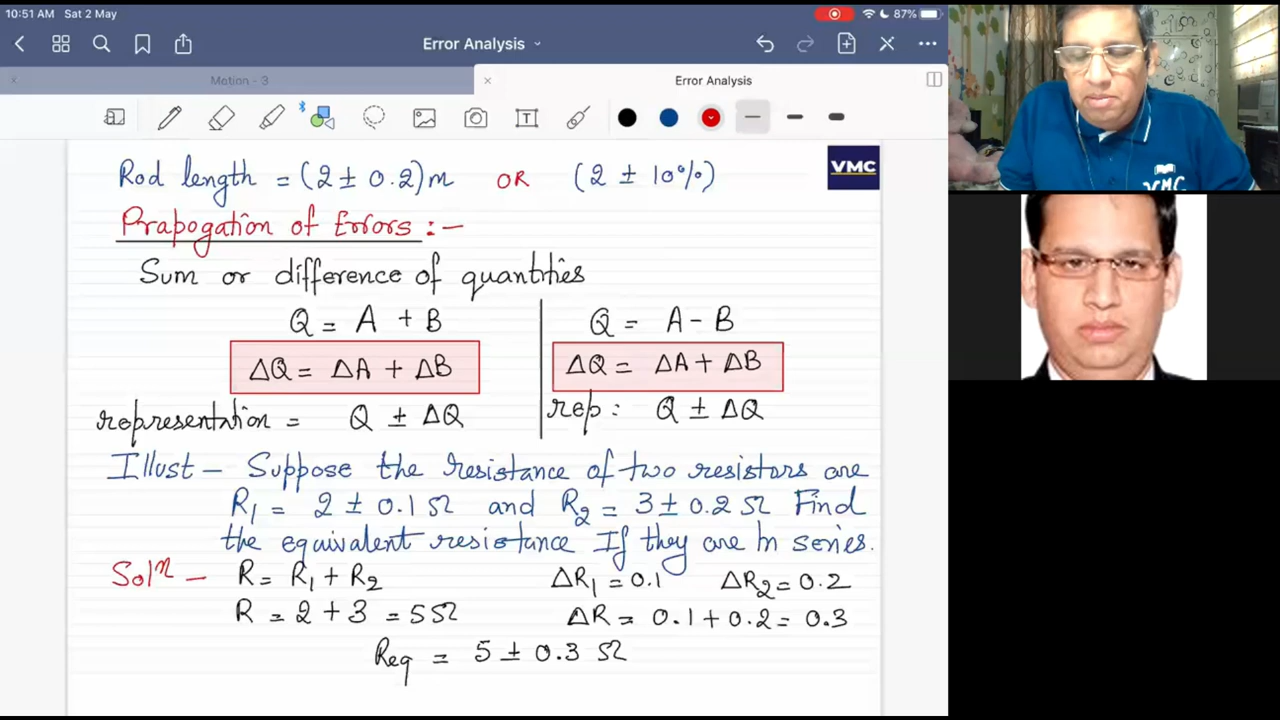 10:51 AM Sat 2 May
87%
Error Analysis
Motion - 3
Error Analysis
T
Rod length = (2 ± 0.2) m OR (2 ± 10%)
VMC
Prapogation of Errors :-
Sum or difference of quantities
Q = A + B
Q = A - B
ΔQ = ΔA + ΔB
ΔQ = ΔA + ΔB
representation = Q ± ΔQ
rep: Q ± ΔQ
Illust - Suppose the resistance of two resistors are
R1 = 2 ± 0.1 Ω and R2 = 3 ± 0.2 Ω Find
the equivalent resistance If they are In series.
Solⁿ - R = R1 + R2
ΔR1 = 0.1 ΔR2 = 0.2
R = 2 + 3 = 5 Ω
ΔR = 0.1 + 0.2 = 0.3
Req = 5 ± 0.3 Ω
VMC